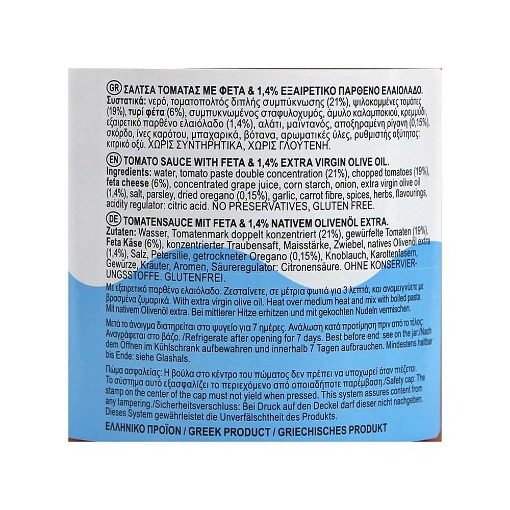 GR ΣΑΛΤΣΑ ΤΟΜΑΤΑΣ ΜΕ ΦΕΤΑ & 1,4% ΕΞΑΙΡΕΤΙΚΟ ΠΑΡΘΕΝΟ ΕΛΑΙΟΛΑΔΟ.
Συστατικά: νερό, τοματοπολτός διπλής συμπύκνωσης (21%), ψιλοκομμένες τομάτες
(19%), τυρί φέτα (6%), συμπυκνωμένος σταφυλοχυμός, άμυλο καλαμποκιού, κρεμμύδι,
εξαιρετικό παρθένο ελαιόλαδο (1,4%), αλάτι, μαϊντανός, αποξηραμένη ρίγανη (0,15%),
σκόρδο, ίνες καρότου, μπαχαρικά, βότανα, αρωματικές ύλες, ρυθμιστής οξύτητας:
κιτρικό οξύ. ΧΩΡΙΣ ΣΥΝΤΗΡΗΤΙΚΑ, ΧΩΡΙΣ ΓΛΟΥΤΕΝΗ.
EN TOMATO SAUCE WITH FETA & 1,4% EXTRA VIRGIN OLIVE OIL.
Ingredients: water, tomato paste double concentration (21%), chopped tomatoes (19%),
feta cheese (6%), concentrated grape juice, corn starch, onion, extra virgin olive oil
(1,4%), salt, parsley, dried oregano (0,15%), garlic, carrot fibre, spices, herbs, flavourings,
acidity regulator: citric acid. NO PRESERVATIVES, GLUTEN FREE.
DE TOMATENSAUCE MIT FETA & 1,4% NATIVEM OLIVENÖL EXTRA.
Zutaten: Wasser, Tomatenmark doppelt konzentriert (21%), gewürfelte Tomaten (19%),
Feta Käse (6%), konzentrierter Traubensaft, Maisstärke, Zwiebel, natives Olivenöl extra
(1,4%), Salz, Petersilie, getrockneter Oregano (0,15%), Knoblauch, Karottenfasern,
Gewürze, Kräuter, Aromen, Säureregulator: Citronensäure. OHNE KONSERVIER-
UNGSSTOFFE. GLUTENFREI.
Με εξαιρετικό παρθένο ελαιόλαδο. Ζεσταίνετε, σε μέτρια φωτιά για 3 λεπτά, και αναμειγνύετε με
βρασμένα ζυμαρικά. With extra virgin olive oil. Heat over medium heat and mix with boiled pasta.
Mit nativem Olivenöl extra. Bei mittlerer Hitze erhitzen und mit gekochten Nudeln vermischen.
Μετά το άνοιγμα διατηρείται στο ψυγείο για 7 ημέρες. Ανάλωση κατά προτίμηση πριν από το τέλος:
Αναγράφεται στο βάζο. /Refrigerate after opening for 7 days. Best before end: see on the jar./Nach
dem Öffnen im Kühlschrank aufbewahren und innerhalb 7 Tagen aufbrauchen. Mindestens haltbar
bis Ende: siehe Glashals.
Πώμα ασφαλείας: Η βούλα στο κέντρο του πώματος δεν πρέπει να υποχωρεί όταν πιέζεται.
Το σύστημα αυτό εξασφαλίζει το περιεχόμενο από οποιαδήποτε παρέμβαση./Safety cap: The
stamp on the center of the cap must not yield when pressed. This system assures content from
any tampering./Sicherheitsverschluss: Bei Druck auf den Deckel darf dieser nicht nachgeben.
Dieses System gewährleistet die Unverfälschtheit des Produkts.
ΕΛΛΗΝΙΚΟ ΠΡΟΪΟΝ / GREEK PRODUCT / GRIECHISCHES PRODUKT